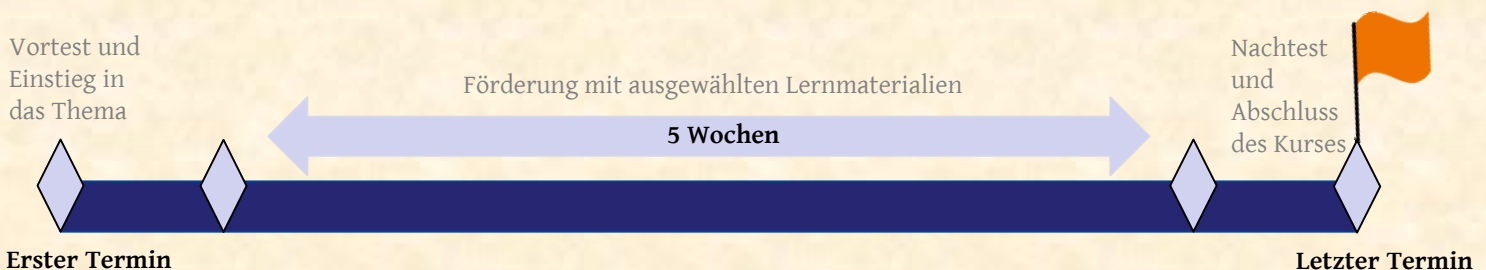 Vortest und
Einstieg in
das Thema
Förderung mit ausgewählten Lernmaterialien
5 Wochen
Nachtest
und
Abschluss
des Kurses
Erster Termin
Letzter Termin